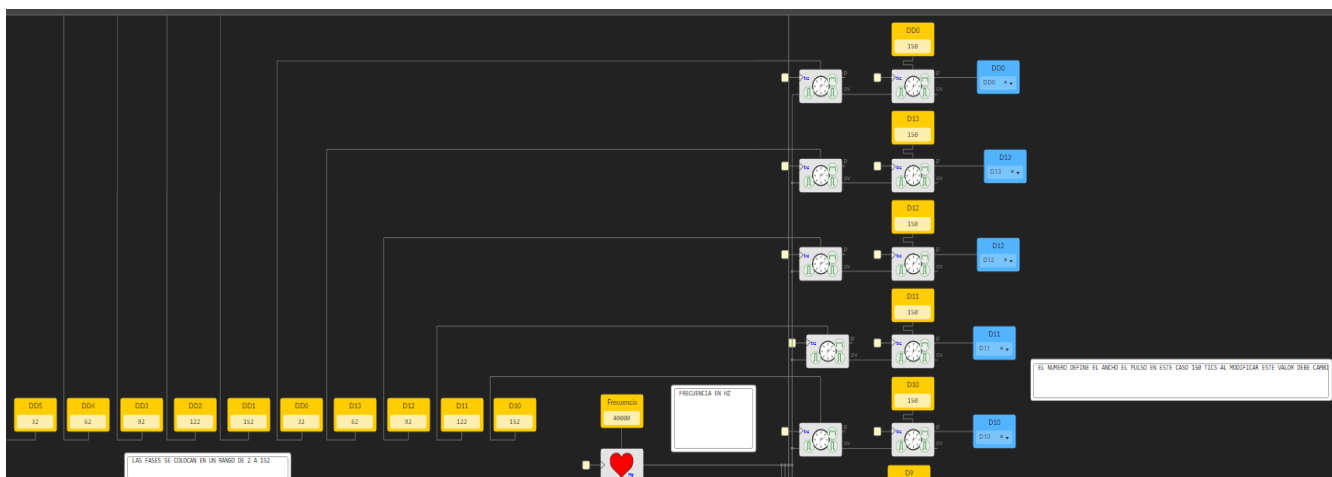 DD0
150
DD0
DD0
D13
150
D13
D13
D12
150
D12
D12
D11
150
D11
D11
EL NUMERO DEFINE EL ANCHO EL PULSO EN ESTE CASO 150 TICS AL MODIFICAR ESTE VALOR DEBE CAMBI
D10
150
D10
D10
DD5
32
DD4
62
DD3
92
DD2
122
DD1
152
DD0
32
D13
62
D12
92
D11
122
D10
152
Frecuencia
40000
FRECUENCIA EN HZ
LAS FASES SE COLOCAN EN UN RANGO DE 2 A 152
D9